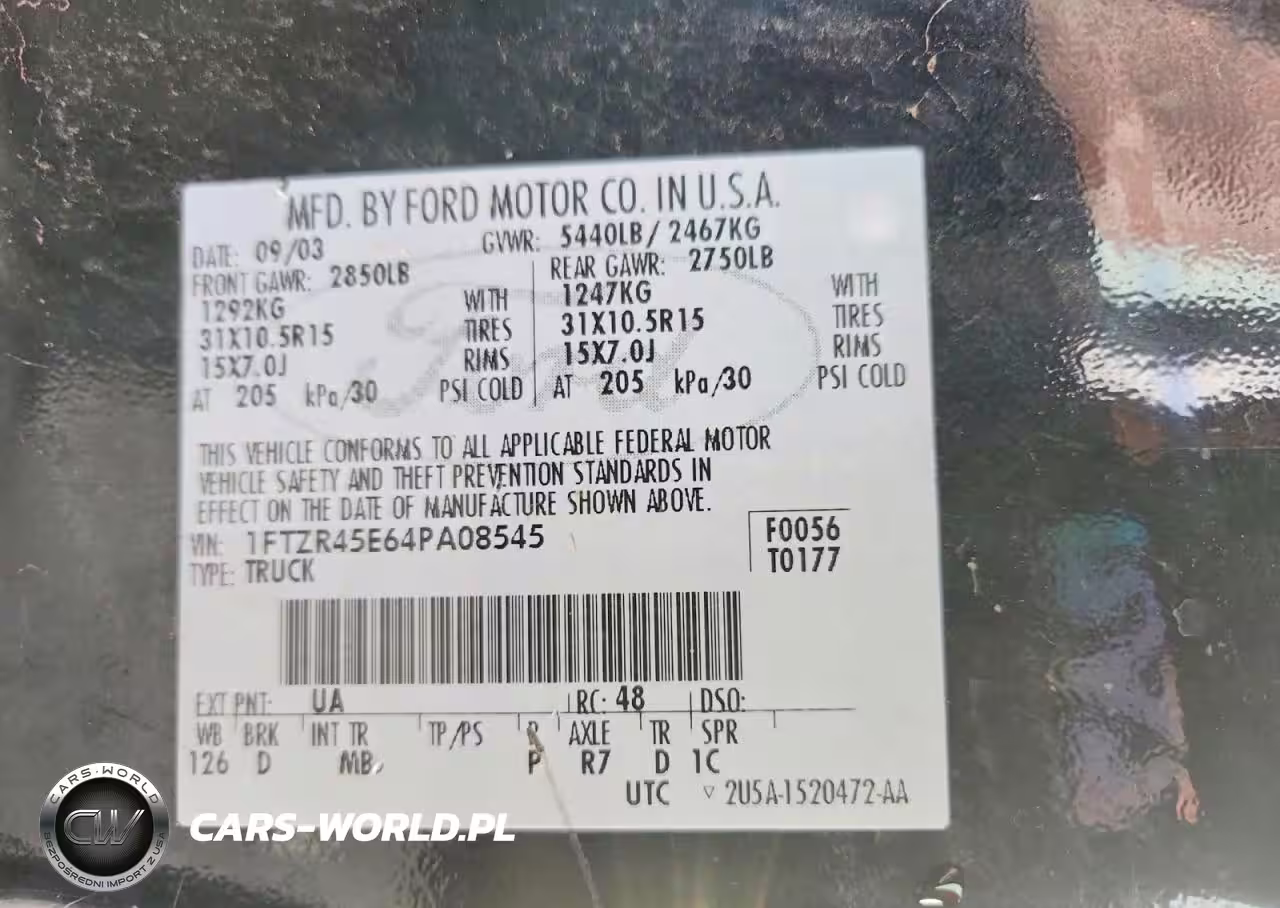 MFD. BY FORD MOTOR CO. IN U.S.A.
DATE: 09/03 GVWR: 5440LB / 2467KG
FRONT GAWR: 2850LB REAR GAWR: 2750LB
1292KG WITH 1247KG WITH
31X10.5R15 TIRES 31X10.5R15 TIRES
15X7.0J RIMS 15X7.0J RIMS
AT 205 kPa/30 PSI COLD AT 205 kPa/30 PSI COLD
THIS VEHICLE CONFORMS TO ALL APPLICABLE FEDERAL MOTOR
VEHICLE SAFETY AND THEFT PREVENTION STANDARDS IN
EFFECT ON THE DATE OF MANUFACTURE SHOWN ABOVE.
VIN: 1FTZR45E64PA08545 F0056
TYPE: TRUCK T0177
EXT PNT: UA RC: 48 DSO:
WB BRK INT TR TP/PS R AXLE TR SPR
126 D MB P R7 D 1C
UTC ▽ 2U5A-1520472-AA
Ford
CARS-WORLD
CW
BEZPOŚREDNI IMPORT Z USA
CARS-WORLD.PL